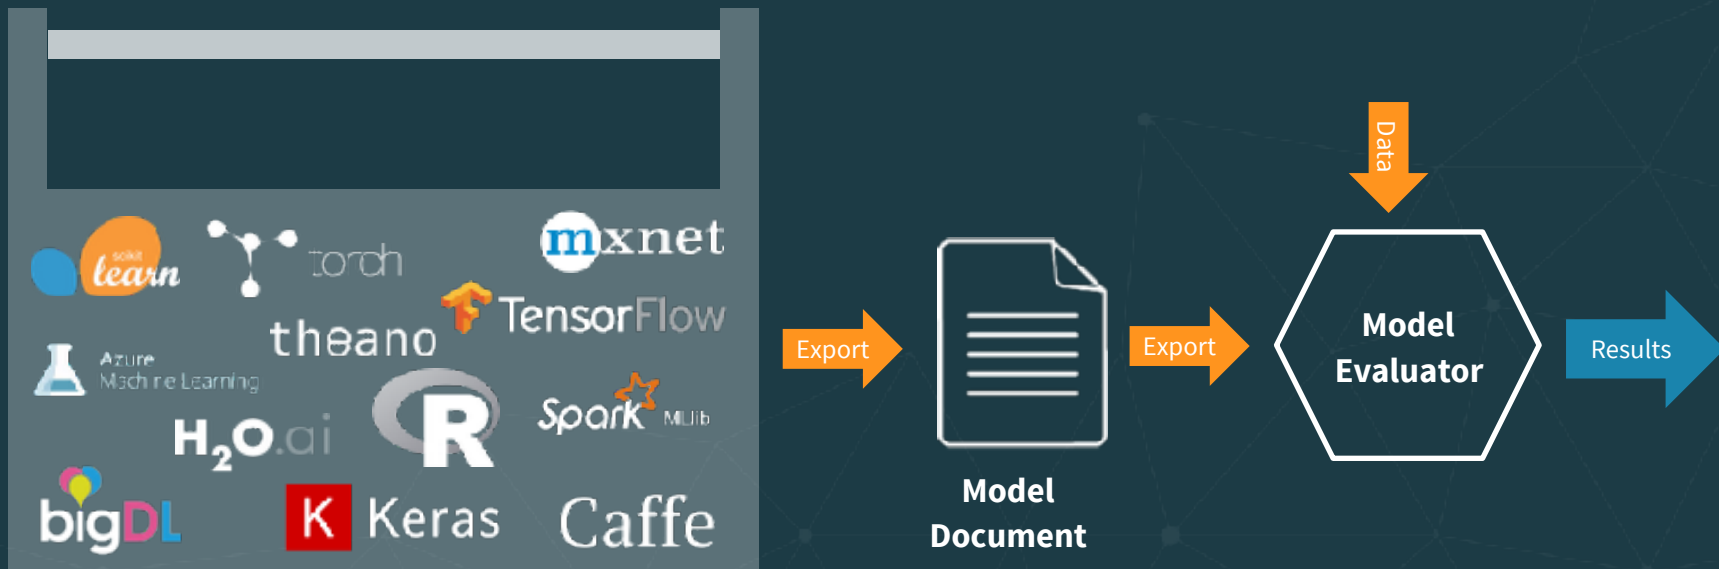 scikit
learn
torch
mxnet
TensorFlow
theano
Azure
Machine Learning
H2O.ai
R
Spark MLlib
bigDL
K Keras
Caffe
Export
Model
Document
Export
Data
Model
Evaluator
Results